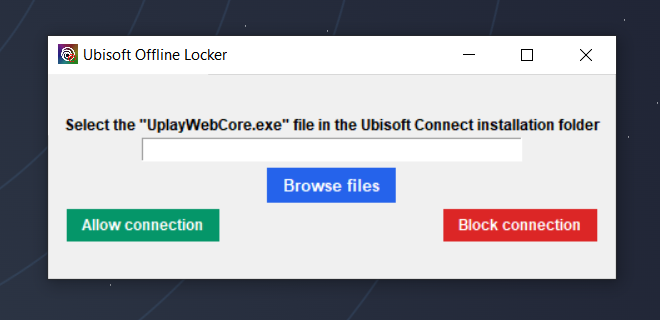 Ubisoft Offline Locker
Select the "UplayWebCore.exe" file in the Ubisoft Connect installation folder
Browse files
Allow connection
Block connection